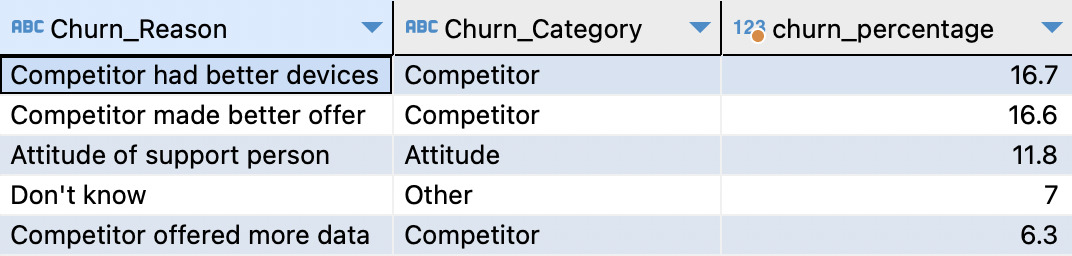 ABC Churn_Reason ABC Churn_Category 123 churn_percentage
Competitor had better devices Competitor 16.7
Competitor made better offer Competitor 16.6
Attitude of support person Attitude 11.8
Don't know Other 7
Competitor offered more data Competitor 6.3